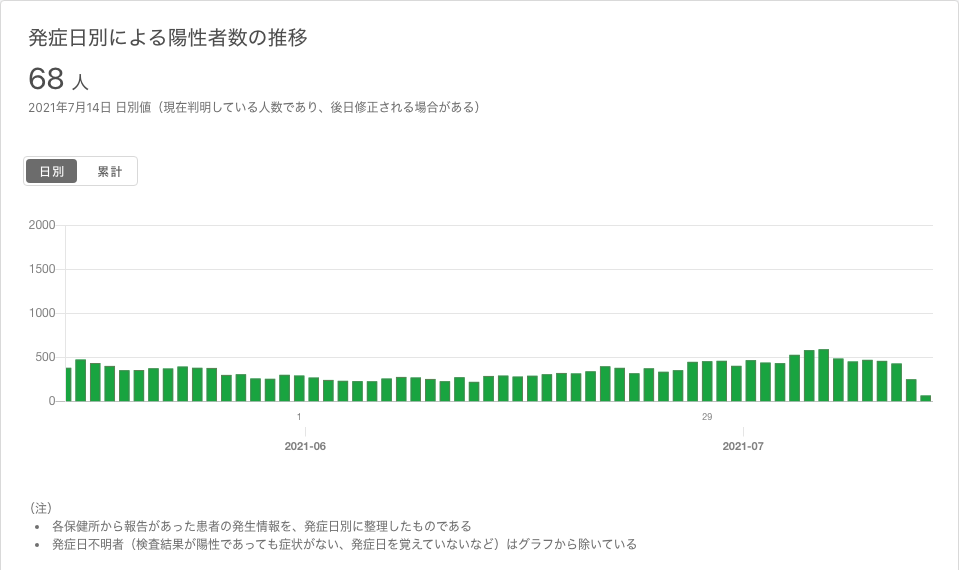 発症日別による陽性者数の推移
68 人
2021年7月14日 日別値（現在判明している人数であり、後日修正される場合がある）
日別 累計
2000
1500
1000
500
0
1 29
2021-06 2021-07
（注）
• 各保健所から報告があった患者の発生情報を、発症日別に整理したものである
• 発症日不明者（検査結果が陽性であっても症状がない、発症日を覚えていないなど）はグラフから除いている